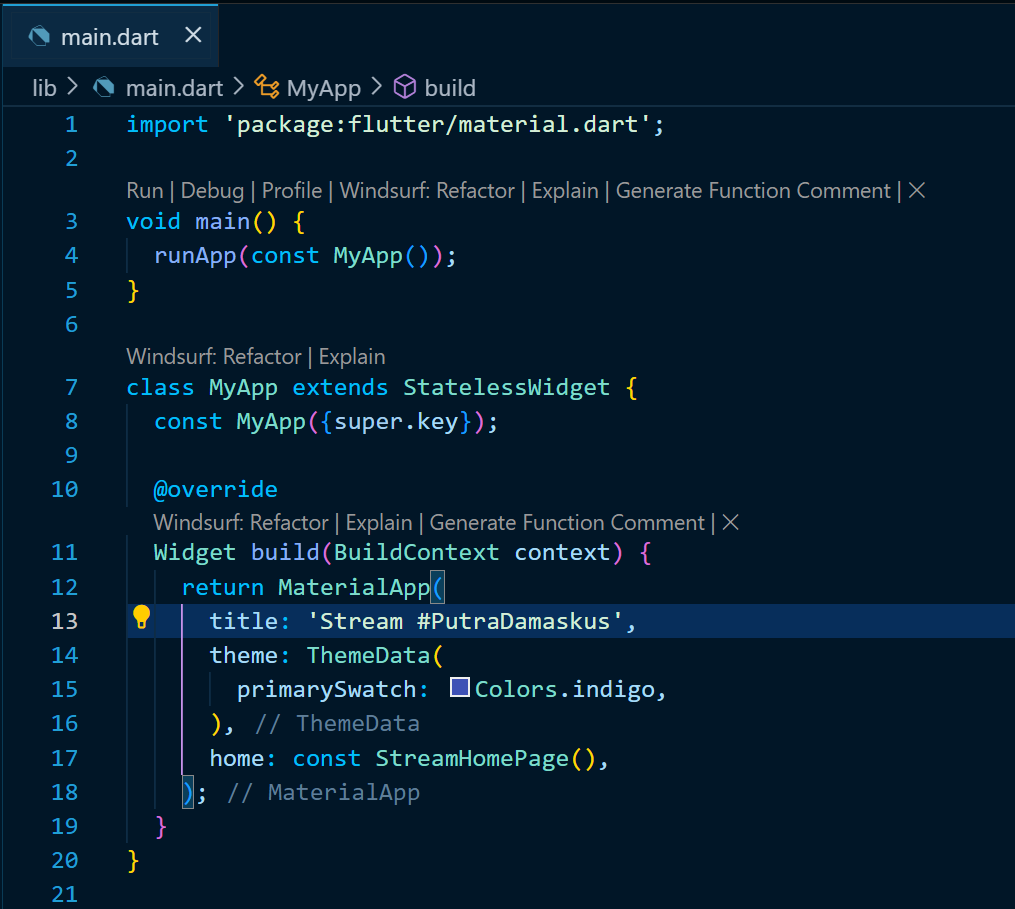 main.dart
lib > main.dart > MyApp > build
1 import 'package:flutter/material.dart';
2
Run | Debug | Profile | Windsurf: Refactor | Explain | Generate Function Comment | ×
3 void main() {
4   runApp(const MyApp());
5 }
6
Windsurf: Refactor | Explain
7 class MyApp extends StatelessWidget {
8   const MyApp({super.key});
9
10   @override
Windsurf: Refactor | Explain | Generate Function Comment | ×
11   Widget build(BuildContext context) {
12     return MaterialApp(
13       title: 'Stream #PutraDamaskus',
14       theme: ThemeData(
15         primarySwatch: Colors.indigo,
16       ), // ThemeData
17       home: const StreamHomePage(),
18     ); // MaterialApp
19   }
20 }
21